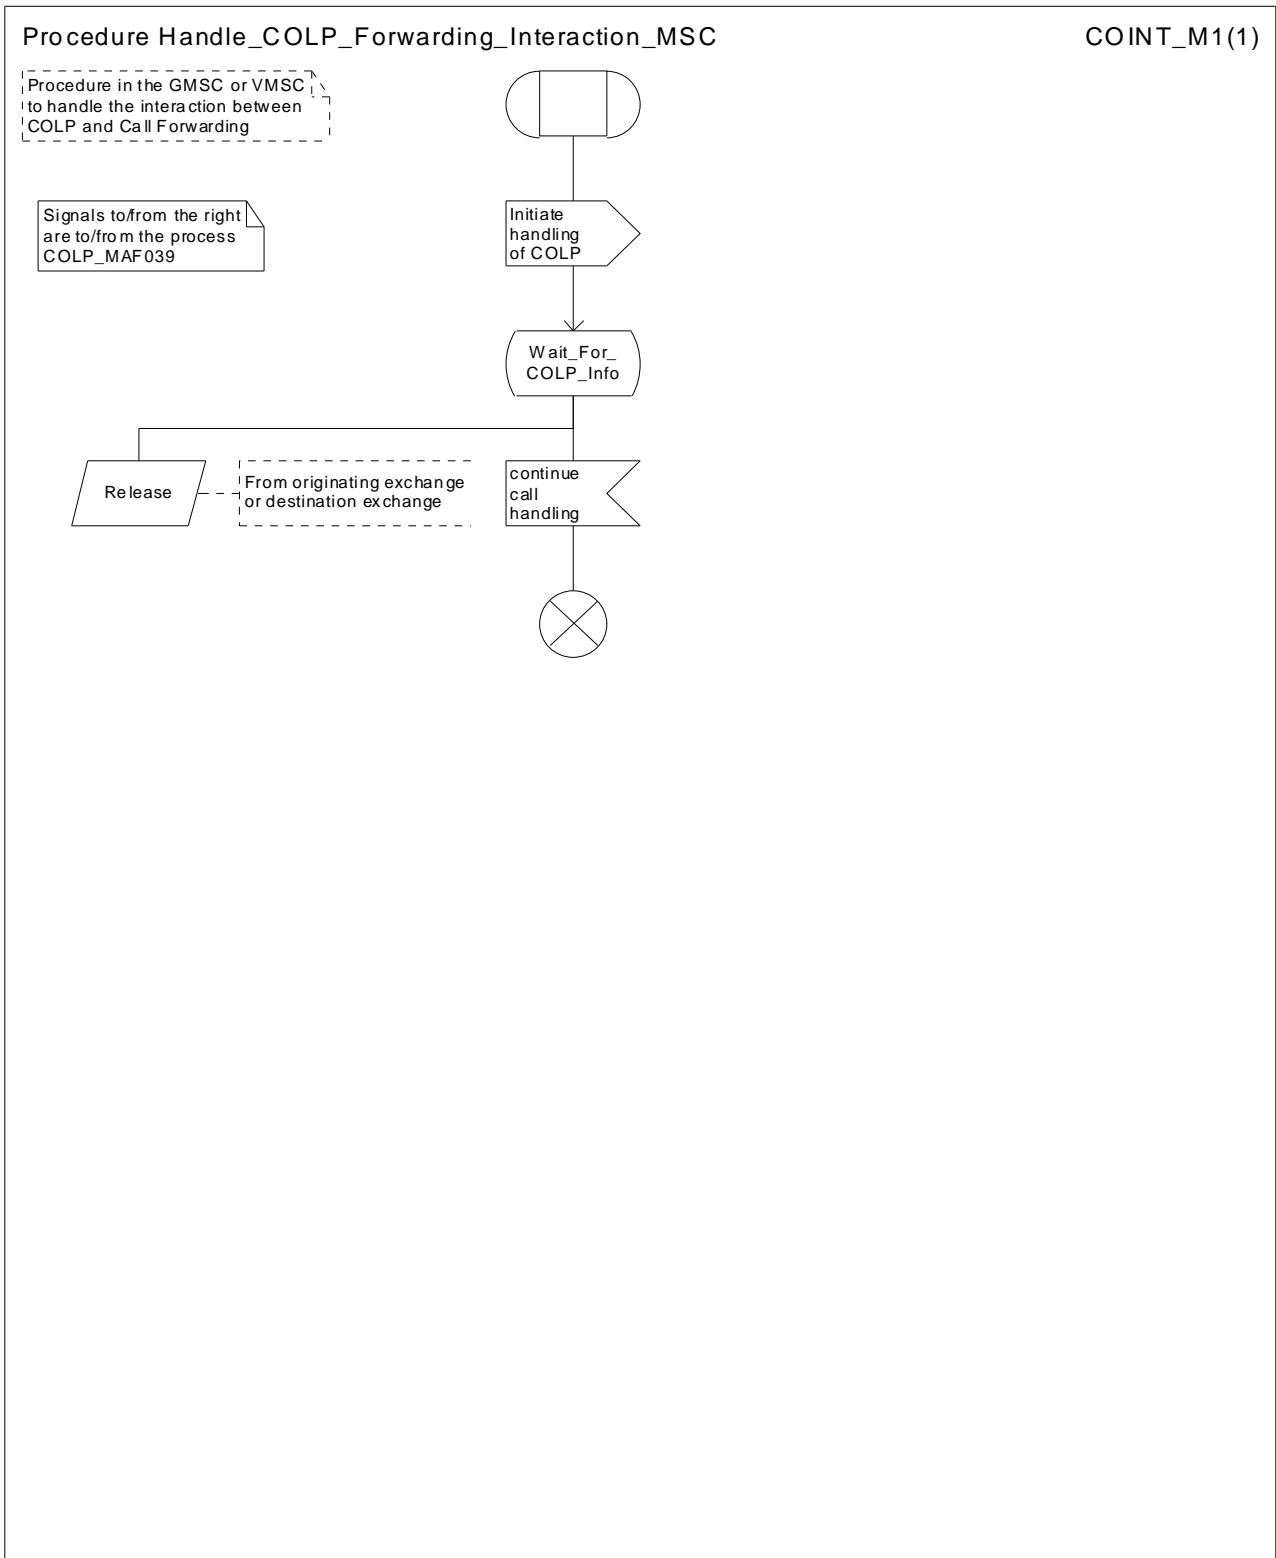 Procedure Handle_COLP_Forwarding_Interaction_MSC COINT_M1(1)
Procedure in the GMSC or VMSC
to handle the interaction between
COLP and Call Forwarding
Signals to/from the right
are to/from the process
COLP_MAF039
Initiate
handling
of COLP
Wait_For_
COLP_Info
Release
From originating exchange
or destination exchange
continue
call
handling